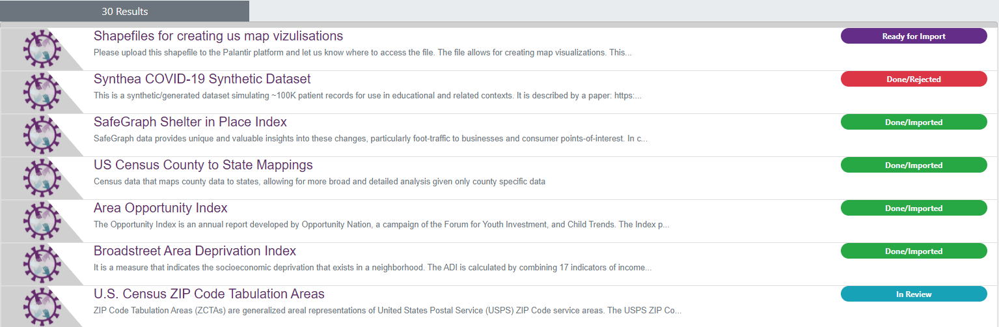 30 Results
Shapefiles for creating us map vizulisations
Ready for Import
Please upload this shapefile to the Palantir platform and let us know where to access the file. The file allows for creating map visualizations. This...
Synthea COVID-19 Synthetic Dataset
Done/Rejected
This is a synthetic/generated dataset simulating ~100K patient records for use in educational and related contexts. It is described by a paper: https:...
SafeGraph Shelter in Place Index
Done/Imported
SafeGraph data provides unique and valuable insights into these changes, particularly foot-traffic to businesses and consumer points-of-interest. In c...
US Census County to State Mappings
Done/Imported
Census data that maps county data to states, allowing for more broad and detailed analysis given only county specific data
Area Opportunity Index
Done/Imported
The Opportunity Index is an annual report developed by Opportunity Nation, a campaign of the Forum for Youth Investment, and Child Trends. The Index p...
Broadstreet Area Deprivation Index
Done/Imported
It is a measure that indicates the socioeconomic deprivation that exists in a neighborhood. The ADI is calculated by combining 17 indicators of income...
U.S. Census ZIP Code Tabulation Areas
In Review
ZIP Code Tabulation Areas (ZCTAs) are generalized areal representations of United States Postal Service (USPS) ZIP Code service areas. The USPS ZIP Co...